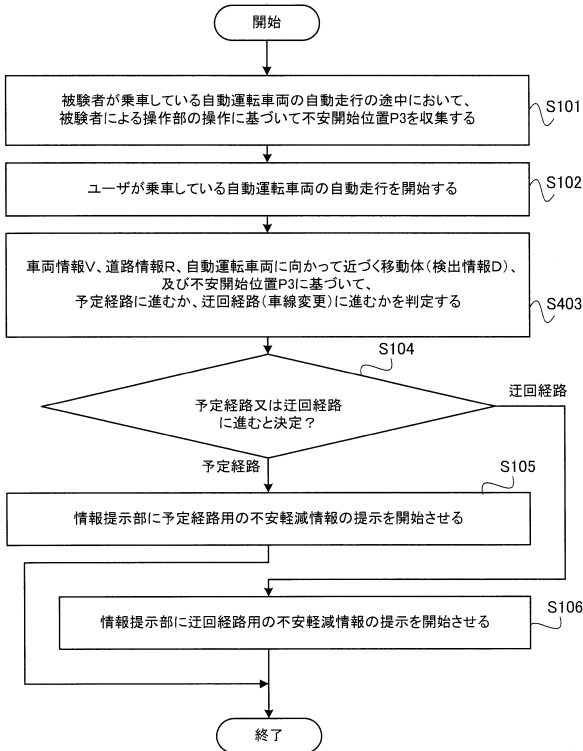 開始
被験者が乗車している自動運転車両の自動走行の途中において、
被験者による操作部の操作に基づいて不安開始位置P3を収集する
S101
ユーザが乗車している自動運転車両の自動走行を開始する
S102
車両情報V、道路情報R、自動運転車両に向かって近づく移動体(検出情報D)、
及び不安開始位置P3に基づいて、
予定経路に進むか、迂回経路(車線変更)に進むかを判定する
S403
S104
予定経路又は迂回経路
に進むと決定?
迂回経路
予定経路
S105
情報提示部に予定経路用の不安軽減情報の提示を開始させる
S106
情報提示部に迂回経路用の不安軽減情報の提示を開始させる
終了